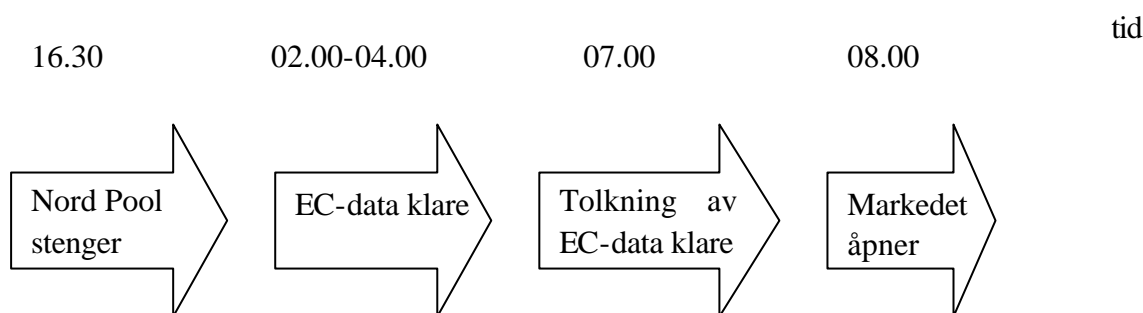 tid
16.30 02.00-04.00 07.00 08.00
Nord Pool
stenger
EC-data klare
Tolkning av
EC-data klare
Markedet
åpner